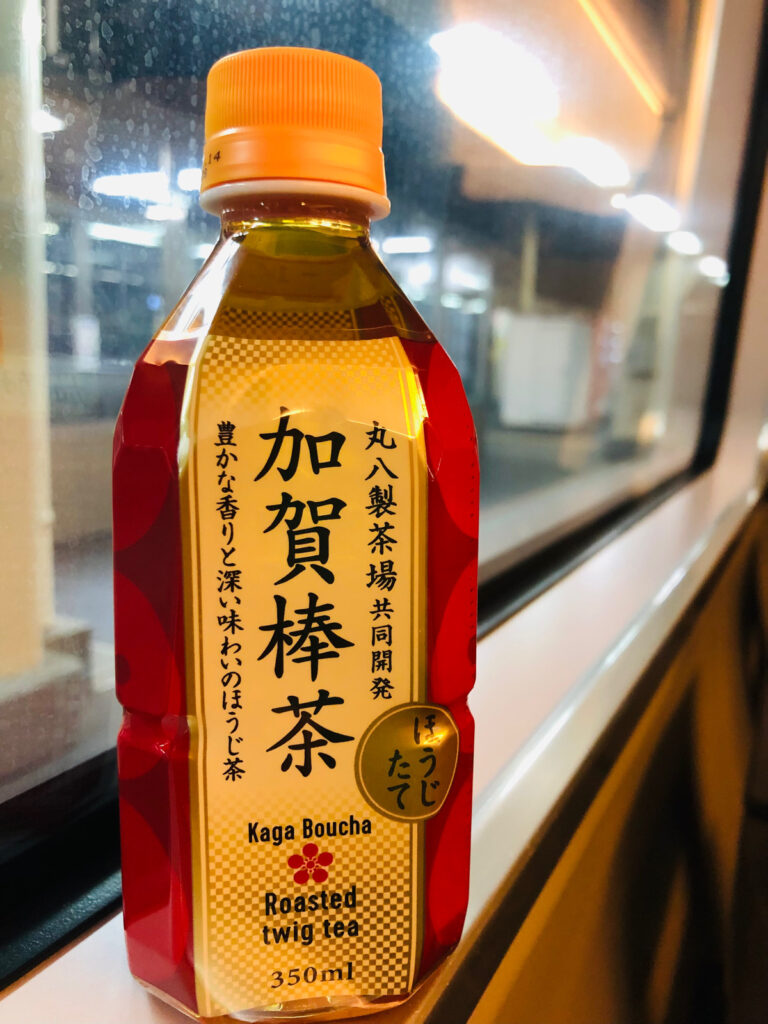 丸八製茶場 共同開発
加賀棒茶
豊かな香りと深い味わいのほうじ茶
ほうじ
たて
Kaga Boucha
Roasted
twig tea
350ml